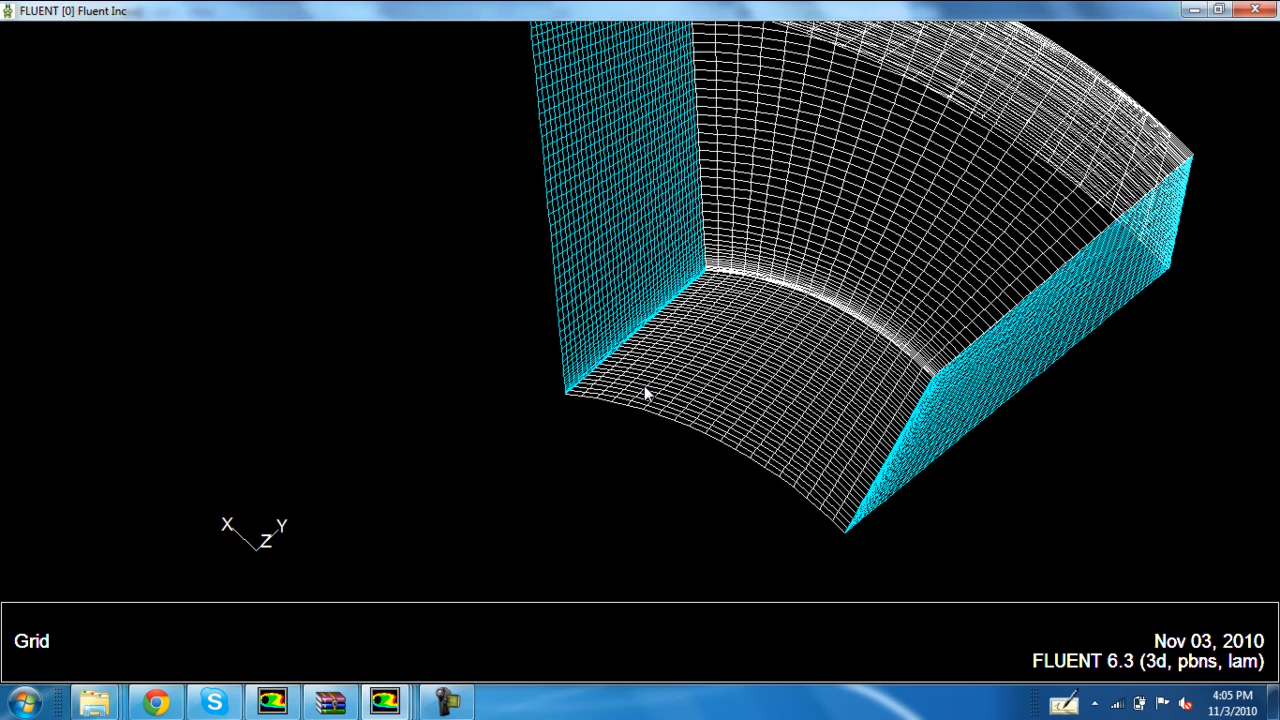 FLUENT [0] Fluent Inc
X
Y
Z
Grid
Nov 03, 2010
FLUENT 6.3 (3d, pbns, lam)
4:05 PM
11/3/2010